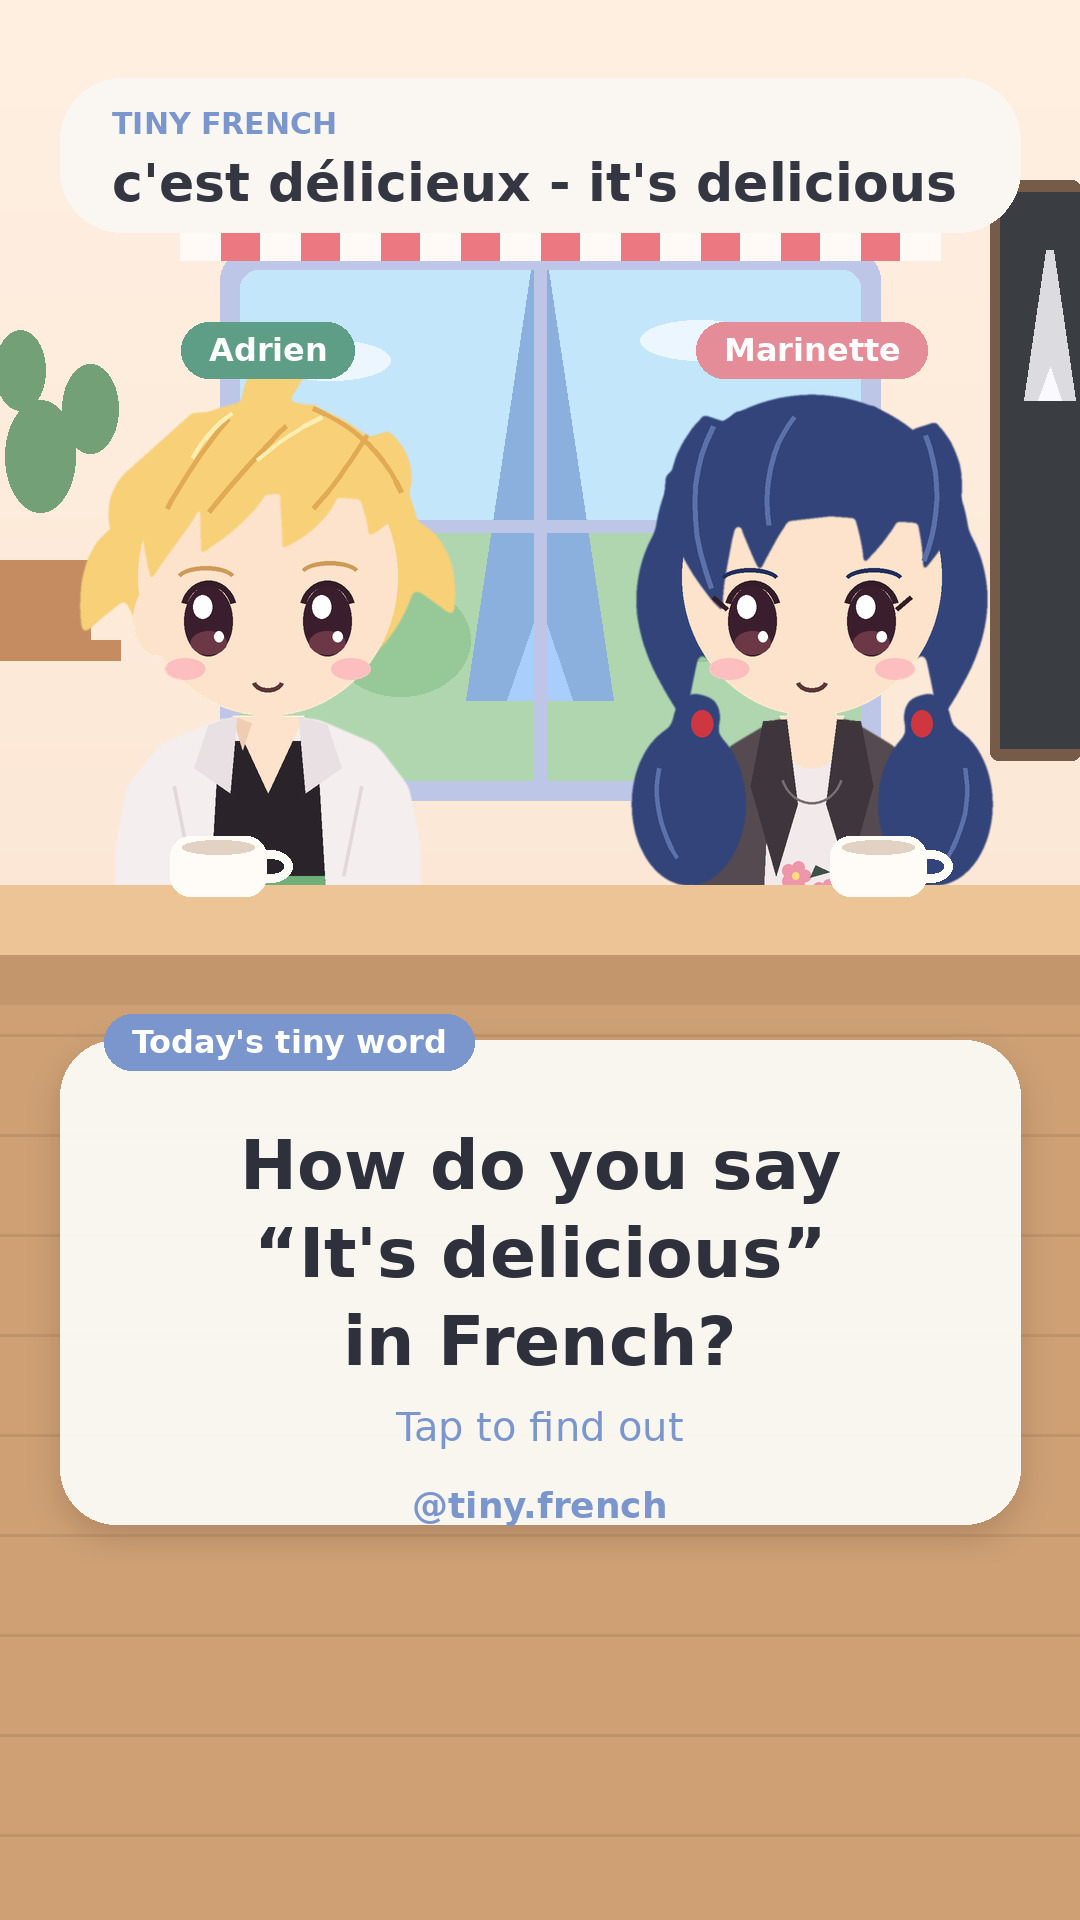 TINY FRENCH
c'est délicieux - it's delicious
Adrien
Marinette
Today's tiny word
How do you say
“It's delicious”
in French?
Tap to find out
@tiny.french